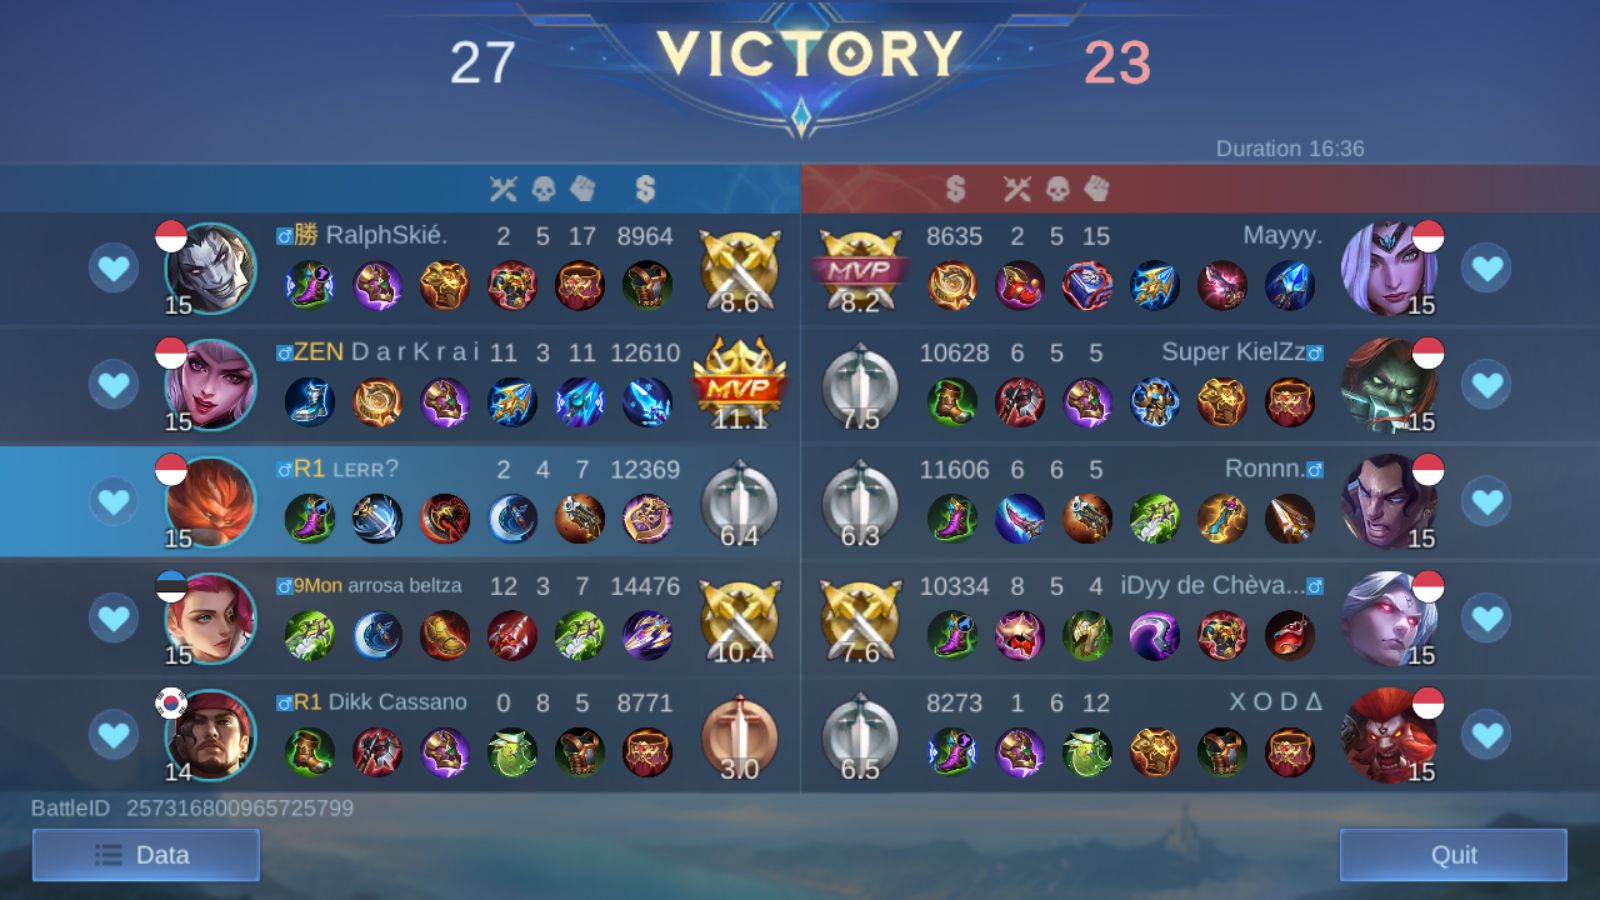 27 VICTORY 23
Duration 16:36
勝 RalphSkié. 2 5 17 8964
15
8.6
MVP
8.2
8635 2 5 15 Mayyy.
15
ZEN D a r K r a i 11 3 11 12610
15
MVP
11.1
7.5
10628 6 5 5 Super KielZz
15
R1 LERR? 2 4 7 12369
15
6.4
6.3
11606 6 6 5 Ronnn.
15
9Mon arrosa beltza 12 3 7 14476
15
10.4
7.6
10334 8 5 4 iDyy de Chèva...
15
R1 Dikk Cassano 0 8 5 8771
14
3.0
6.5
8273 1 6 12 X O D Δ
15
BattleID 257316800965725799
Data
Quit